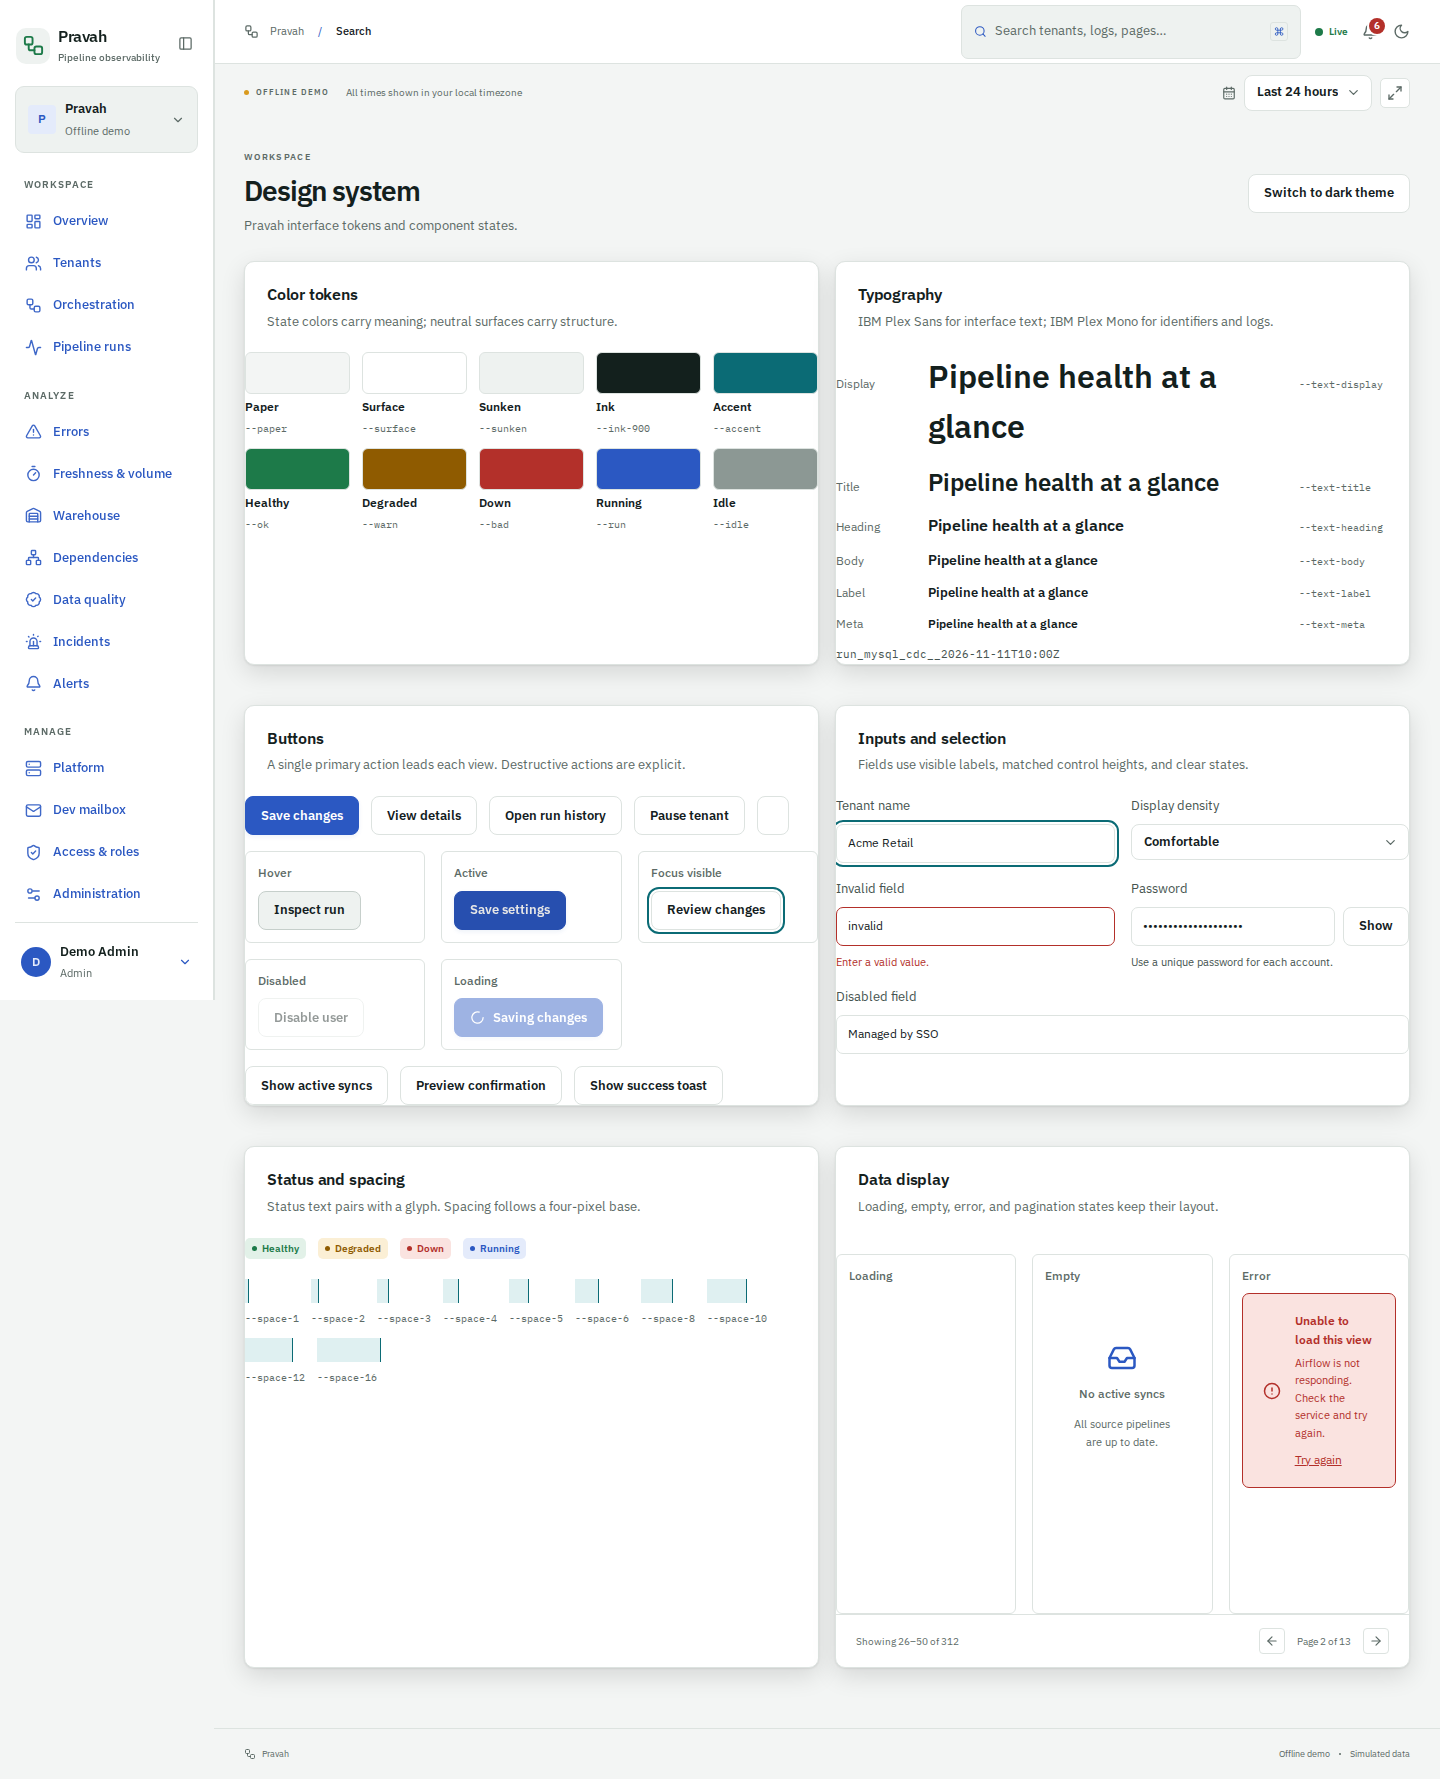 Pravah
Pipeline observability
P
Pravah
Offline demo
WORKSPACE
Overview
Tenants
Orchestration
Pipeline runs
ANALYZE
Errors
Freshness & volume
Warehouse
Dependencies
Data quality
Incidents
Alerts
MANAGE
Platform
Dev mailbox
Access & roles
Administration
D
Demo Admin
Admin
Pravah / Search
Search tenants, logs, pages...
⌘
Live
6
OFFLINE DEMO All times shown in your local timezone
Last 24 hours
WORKSPACE
Design system
Pravah interface tokens and component states.
Switch to dark theme
Color tokens
State colors carry meaning; neutral surfaces carry structure.
Paper Surface Sunken Ink Accent
--paper --surface --sunken --ink-900 --accent
Healthy Degraded Down Running Idle
--ok --warn --bad --run --idle
Typography
IBM Plex Sans for interface text; IBM Plex Mono for identifiers and logs.
Display Pipeline health at a glance --text-display
Title Pipeline health at a glance --text-title
Heading Pipeline health at a glance --text-heading
Body Pipeline health at a glance --text-body
Label Pipeline health at a glance --text-label
Meta Pipeline health at a glance --text-meta
run_mysql_cdc__2026-11-11T10:00Z
Buttons
A single primary action leads each view. Destructive actions are explicit.
Save changes View details Open run history Pause tenant
Hover Active Focus visible
Inspect run Save settings Review changes
Disabled Loading
Disable user Saving changes
Show active syncs Preview confirmation Show success toast
Inputs and selection
Fields use visible labels, matched control heights, and clear states.
Tenant name Display density
Acme Retail Comfortable
Invalid field Password
invalid •••••••••••••••••••• Show
Enter a valid value. Use a unique password for each account.
Disabled field
Managed by SSO
Status and spacing
Status text pairs with a glyph. Spacing follows a four-pixel base.
Healthy Degraded Down Running
--space-1 --space-2 --space-3 --space-4 --space-5 --space-6 --space-8 --space-10
--space-12 --space-16
Data display
Loading, empty, error, and pagination states keep their layout.
Loading
Empty
No active syncs
All source pipelines
are up to date.
Error
Unable to
load this view
Airflow is not
responding.
Check the
service and try
again.
Try again
Showing 26–50 of 312
Page 2 of 13
Pravah
Offline demo • Simulated data